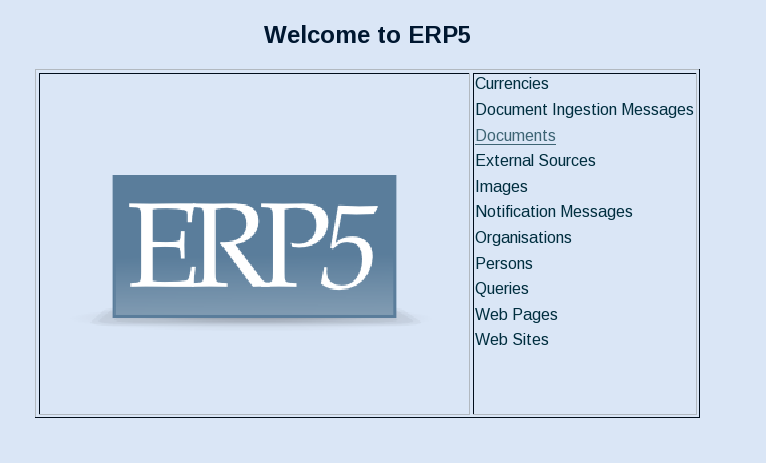 Welcome to ERP5
ERP5
Currencies
Document Ingestion Messages
Documents
External Sources
Images
Notification Messages
Organisations
Persons
Queries
Web Pages
Web Sites